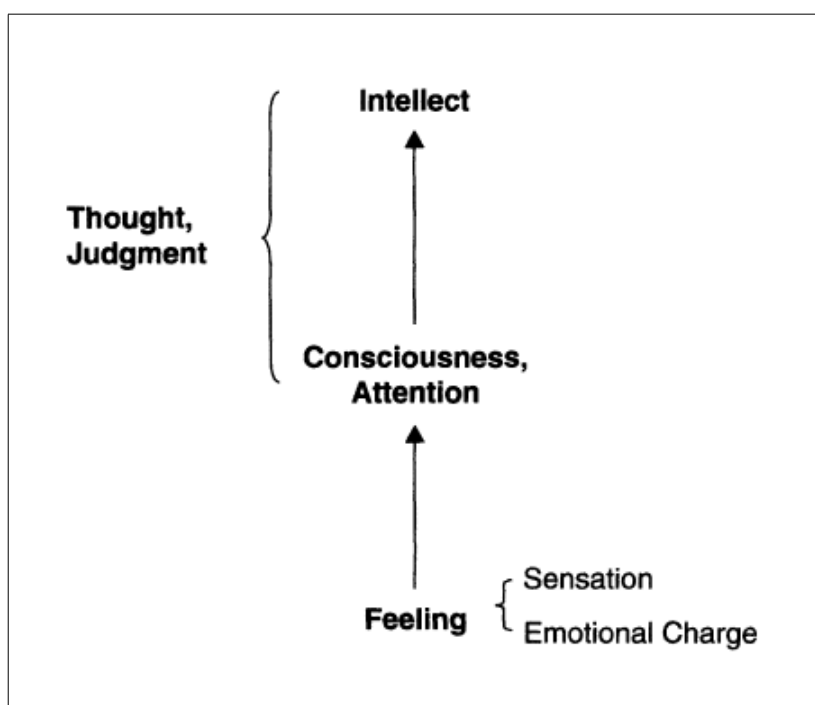 Intellect
Thought,
Judgment
Consciousness,
Attention
Feeling
Sensation
Emotional Charge